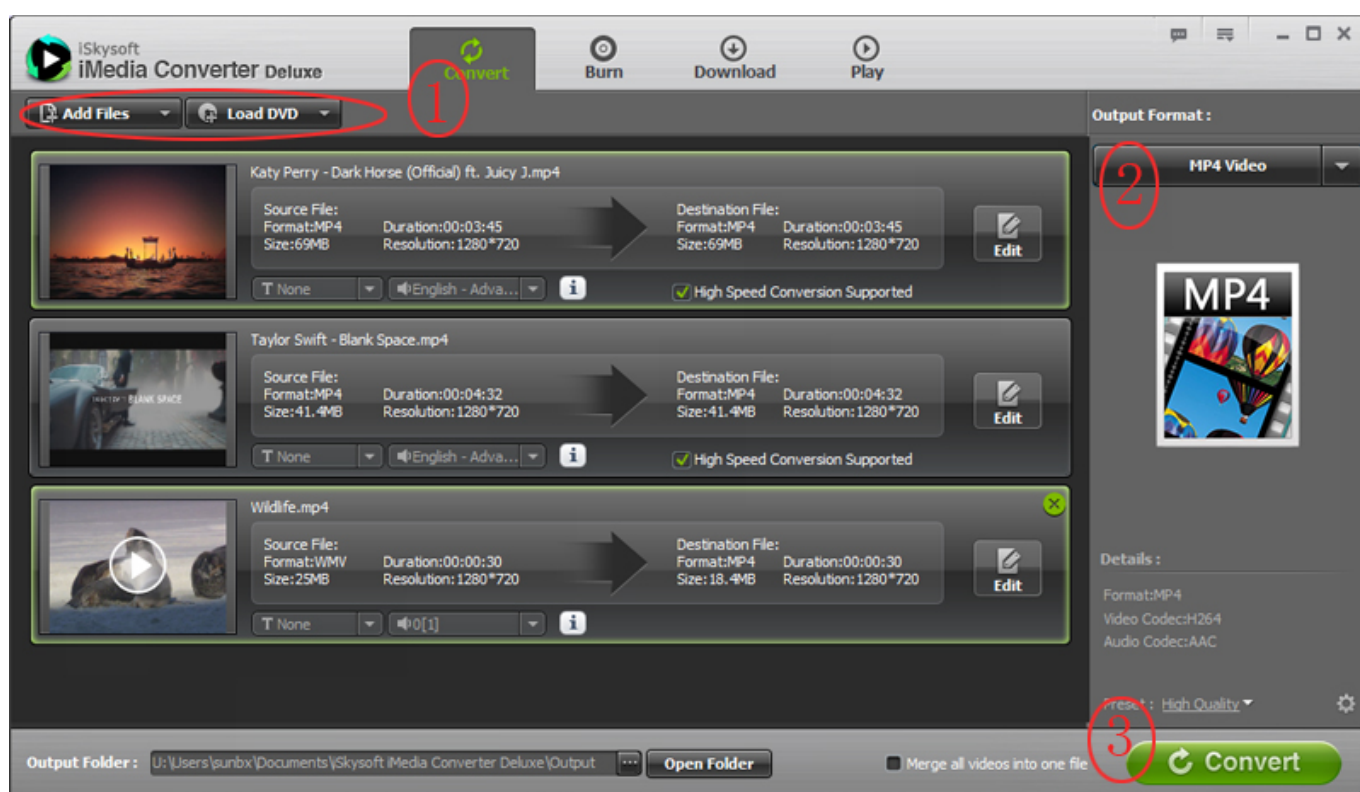 iSkysoft
iMedia Converter Deluxe
Convert
Burn
Download
Play
1
Add Files
Load DVD
Output Format :
2
MP4 Video
Katy Perry - Dark Horse (Official) ft. Juicy J.mp4
Source File:
Format:MP4 Duration:00:03:45
Size:69MB Resolution:1280*720
Destination File:
Format:MP4 Duration:00:03:45
Size:69MB Resolution:1280*720
Edit
T None
English - Adva...
i
High Speed Conversion Supported
Taylor Swift - Blank Space.mp4
BLANK SPACE
Source File:
Format:MP4 Duration:00:04:32
Size:41.4MB Resolution:1280*720
Destination File:
Format:MP4 Duration:00:04:32
Size:41.4MB Resolution:1280*720
Edit
T None
English - Adva...
i
High Speed Conversion Supported
Wildlife.mp4
Source File:
Format:WMV Duration:00:00:30
Size:25MB Resolution:1280*720
Destination File:
Format:MP4 Duration:00:00:30
Size:18.4MB Resolution:1280*720
Edit
T None
0[1]
i
MP4
Details :
Format:MP4
Video Codec:H264
Audio Codec:AAC
Preset : High Quality
3
Output Folder : U:\Users\sunbx\Documents\iSkysoft iMedia Converter Deluxe\Output ... Open Folder
Merge all videos into one file
Convert